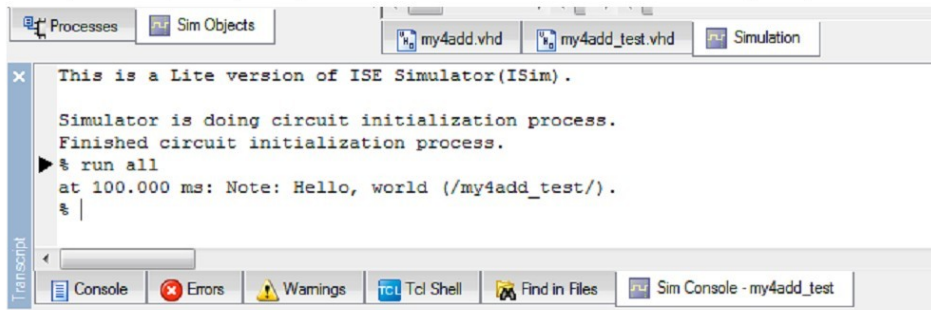 Processes
Sim Objects
my4add.vhd
my4add_test.vhd
Simulation
This is a Lite version of ISE Simulator(ISim).
Simulator is doing circuit initialization process.
Finished circuit initialization process.
% run all
at 100.000 ms: Note: Hello, world (/my4add_test/).
%
Transcript
Console
Errors
Warnings
TCL Tcl Shell
Find in Files
Sim Console - my4add_test